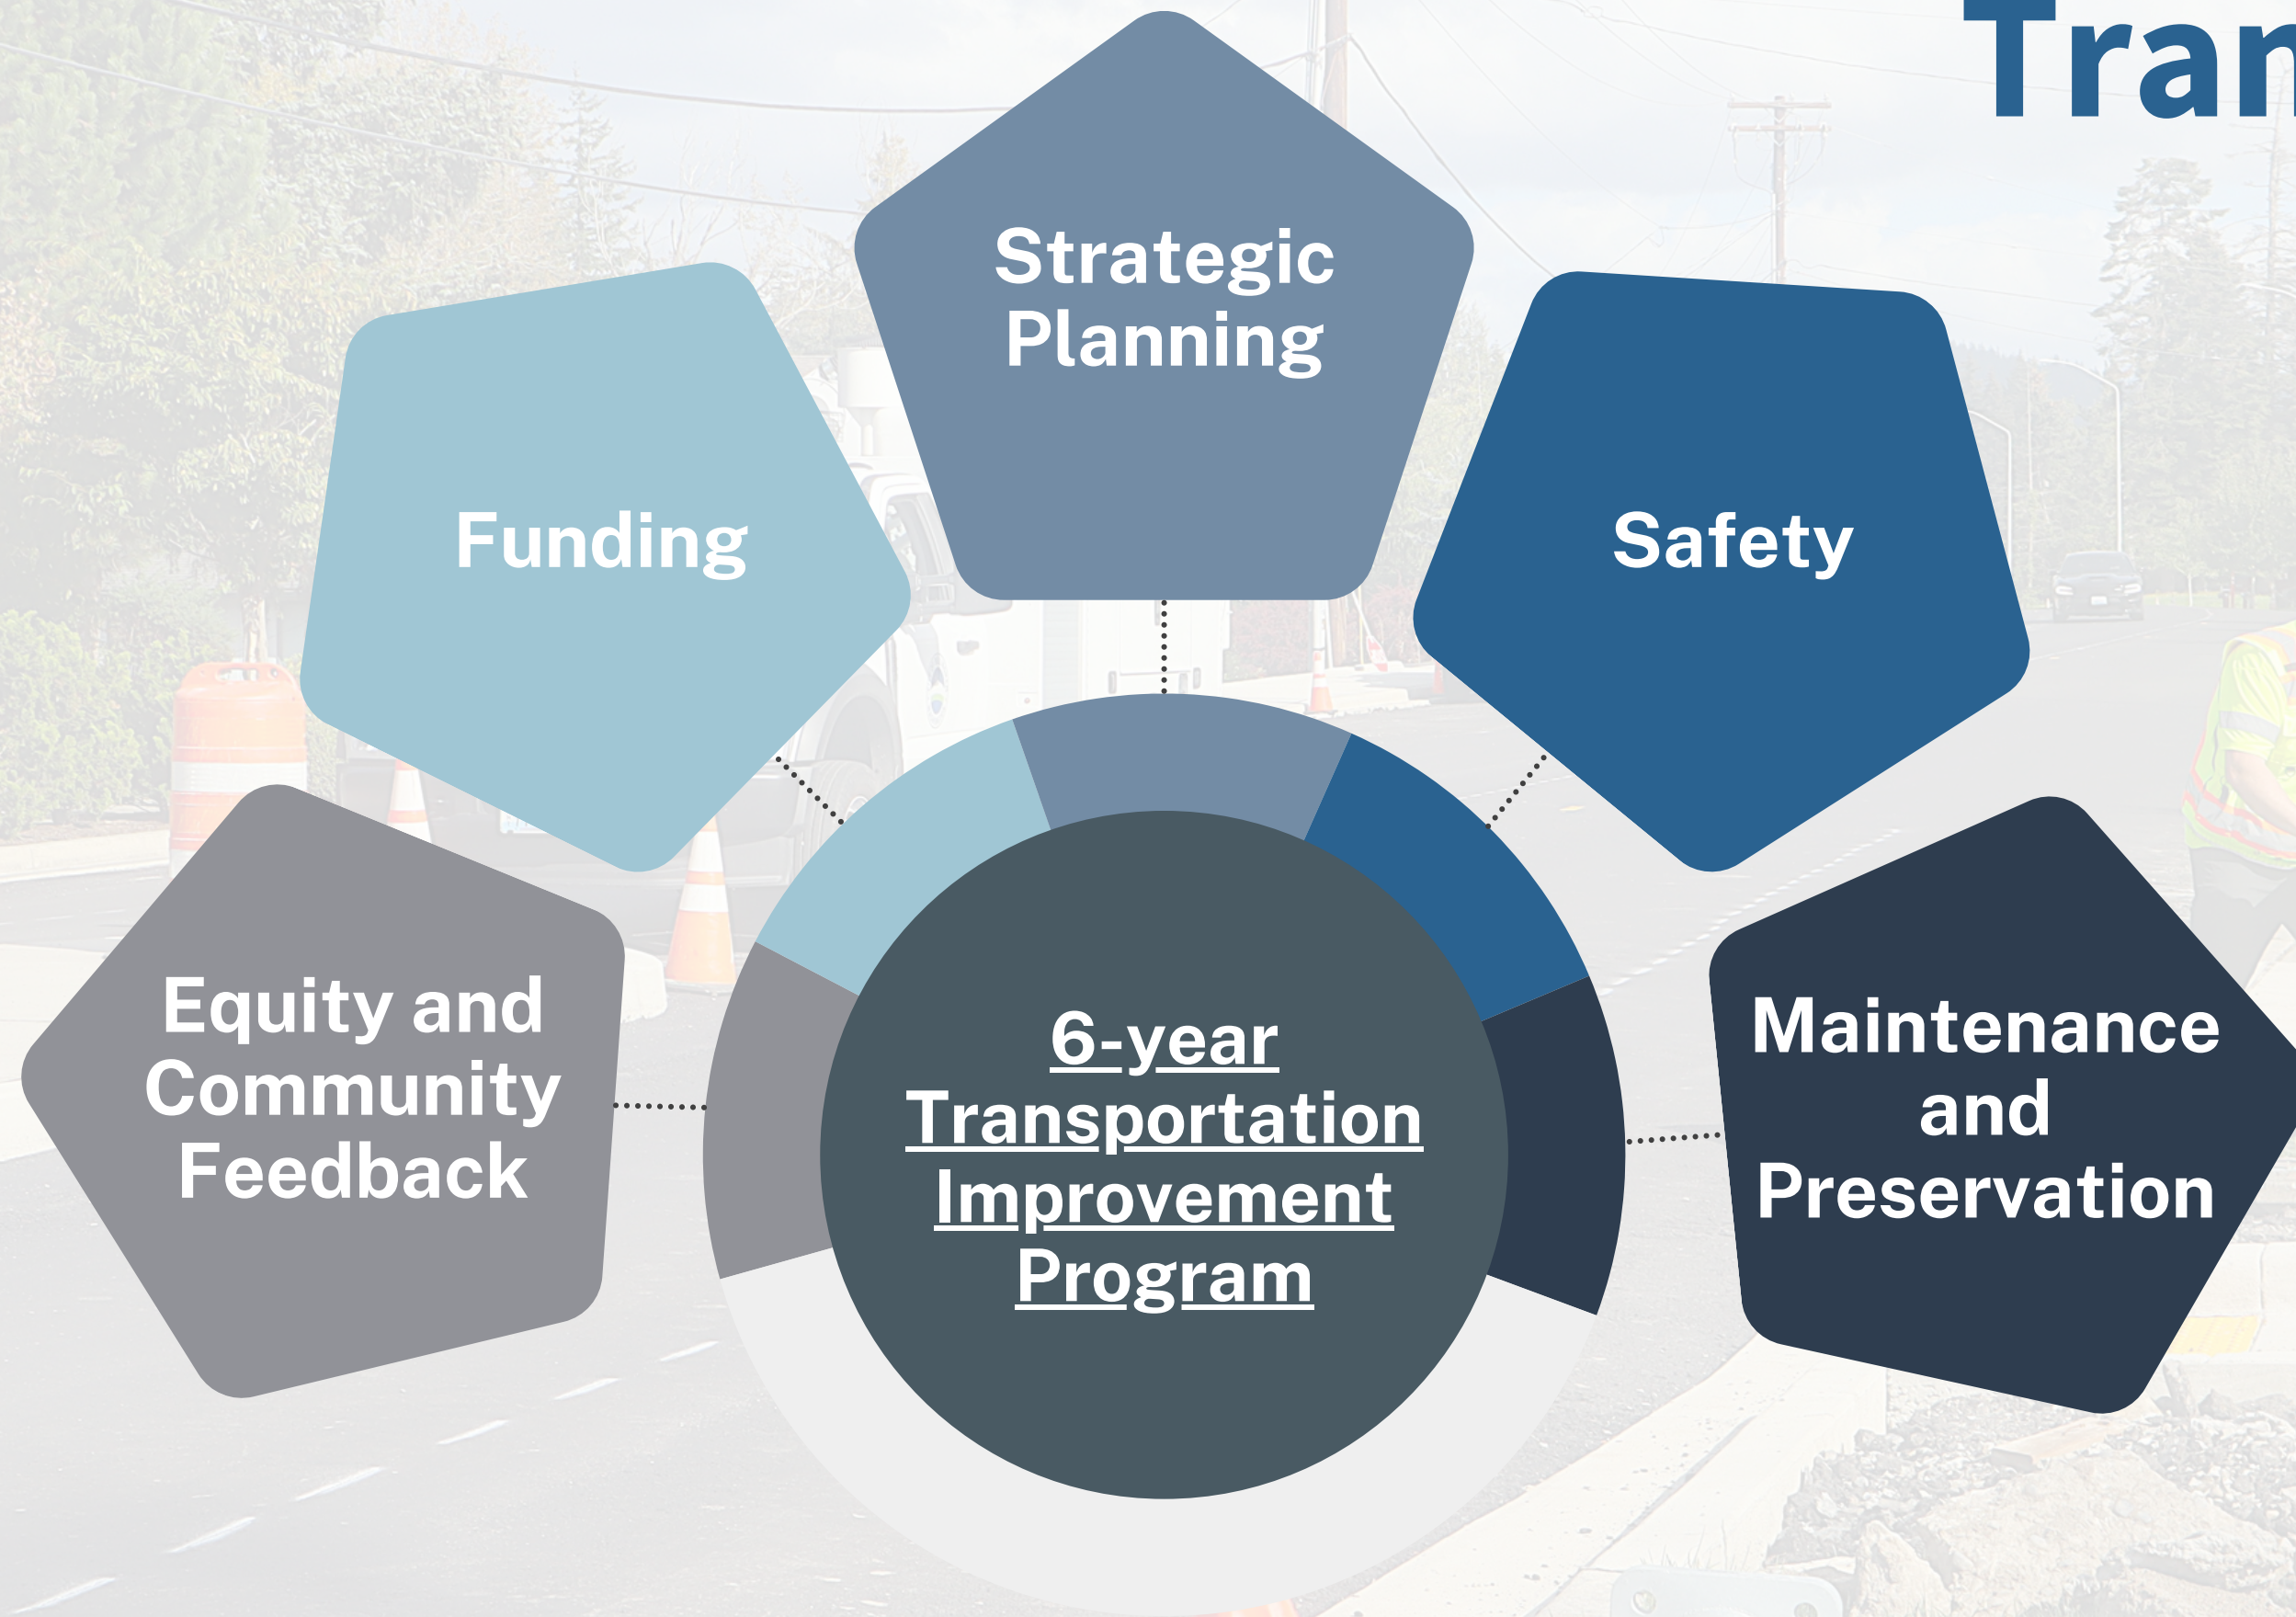 Tran
Strategic
Planning
Funding
Safety
Equity and
Community
Feedback
Maintenance
and
Preservation
6-year
Transportation
Improvement
Program